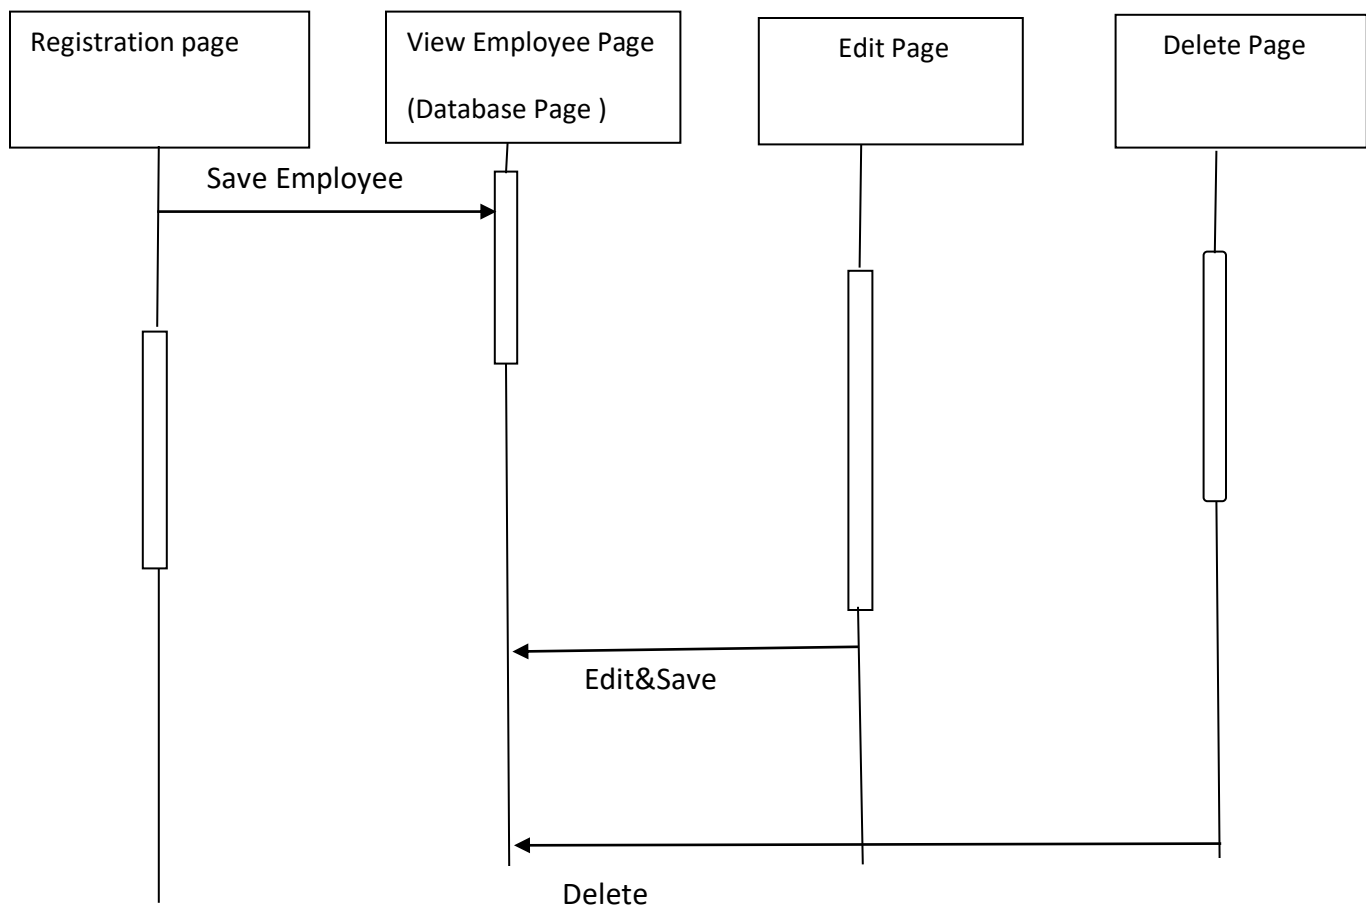 Registration page
View Employee Page
(Database Page )
Edit Page
Delete Page
Save Employee
Edit&Save
Delete